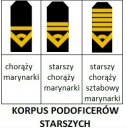 chorąży
marynarki
starszy
chorąży
marynarki
starszy
chorąży
sztabowy
marynarki
KORPUS PODOFICERÓW
STARSZYCH